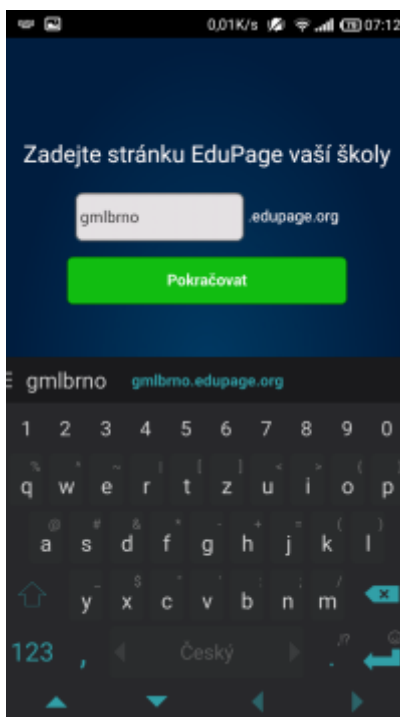 0,01K/s 78 07:12
Zadejte stránku EduPage vaší školy
gmlbrno .edupage.org
Pokračovat
gmlbrno gmlbrno.edupage.org
1 2 3 4 5 6 7 8 9 0
q w e r t z u i o p
a s d f g h j k l
y x c v b n m
123 , Český .